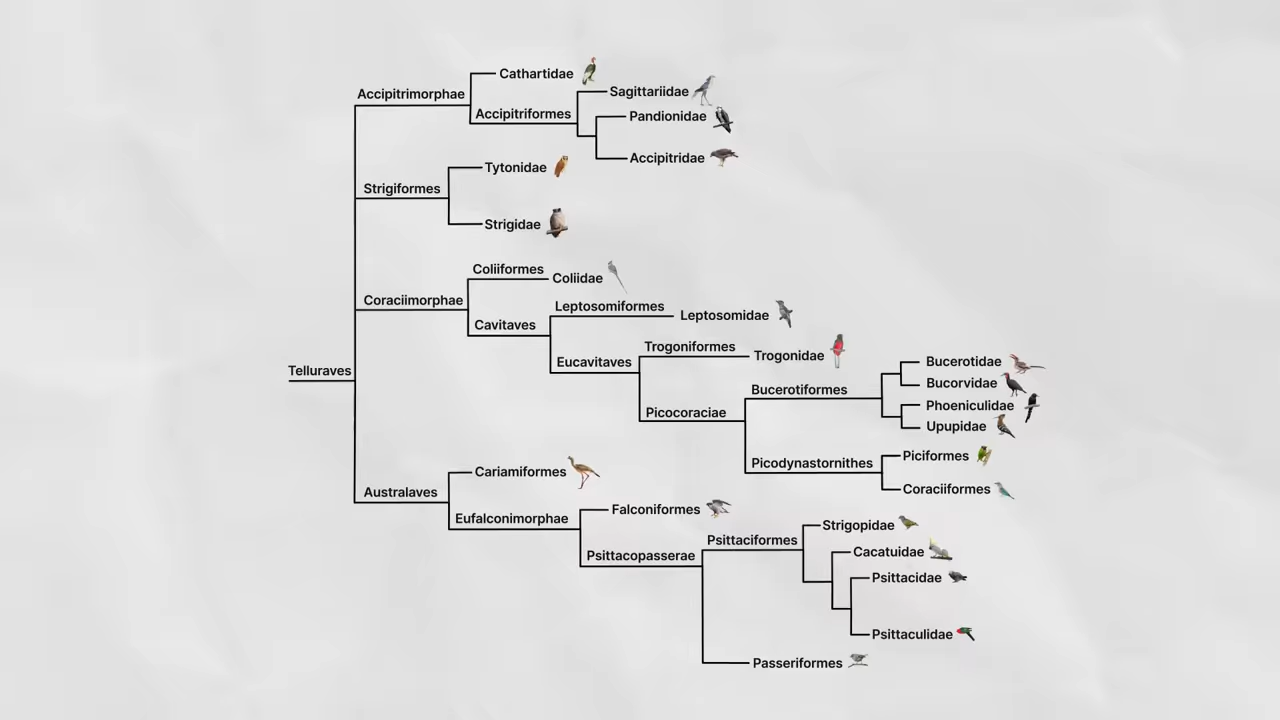 Cathartidae
Sagittariidae
Accipitrimorphae
Accipitriformes
Pandionidae
Accipitridae
Tytonidae
Strigiformes
Strigidae
Coliiformes
Coliidae
Coraciimorphae
Leptosomiformes
Leptosomidae
Cavitaves
Trogoniformes
Trogonidae
Eucavitaves
Bucerotidae
Telluraves
Bucorvidae
Bucerotiformes
Phoeniculidae
Picocoraciae
Upupidae
Piciformes
Picodynastornithes
Cariamiformes
Coraciiformes
Australaves
Falconiformes
Eufalconimorphae
Strigopidae
Psittaciformes
Cacatuidae
Psittacopasserae
Psittacidae
Psittaculidae
Passeriformes